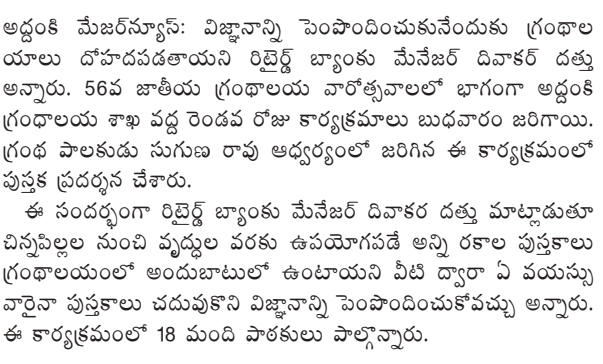 అద్దంకి మేజర్‌న్యూస్: విజ్ఞానాన్ని పెంపొందించుకునేందుకు గ్రంథాల
యాలు దోహదపడతాయని రిటైర్డ్ బ్యాంకు మేనేజర్ దివాకర్ దత్తు
అన్నారు. 56వ జాతీయ గ్రంథాలయ వారోత్సవాలలో భాగంగా అద్దంకి
గ్రంధాలయ శాఖ వద్ద రెండవ రోజు కార్యక్రమాలు బుధవారం జరిగాయి.
గ్రంథ పాలకుడు సుగుణ రావు ఆధ్వర్యంలో జరిగిన ఈ కార్యక్రమంలో
పుస్తక ప్రదర్శన చేశారు.
ఈ సందర్భంగా రిటైర్డ్ బ్యాంకు మేనేజర్ దివాకర దత్తు మాట్లాడుతూ
చిన్నపిల్లల నుంచి వృద్ధుల వరకు ఉపయోగపడే అన్ని రకాల పుస్తకాలు
గ్రంథాలయంలో అందుబాటులో ఉంటాయని వీటి ద్వారా ఏ వయస్సు
వారైనా పుస్తకాలు చదువుకొని విజ్ఞానాన్ని పెంపొందించుకోవచ్చు అన్నారు.
ఈ కార్యక్రమంలో 18 మంది పాఠకులు పాల్గొన్నారు.